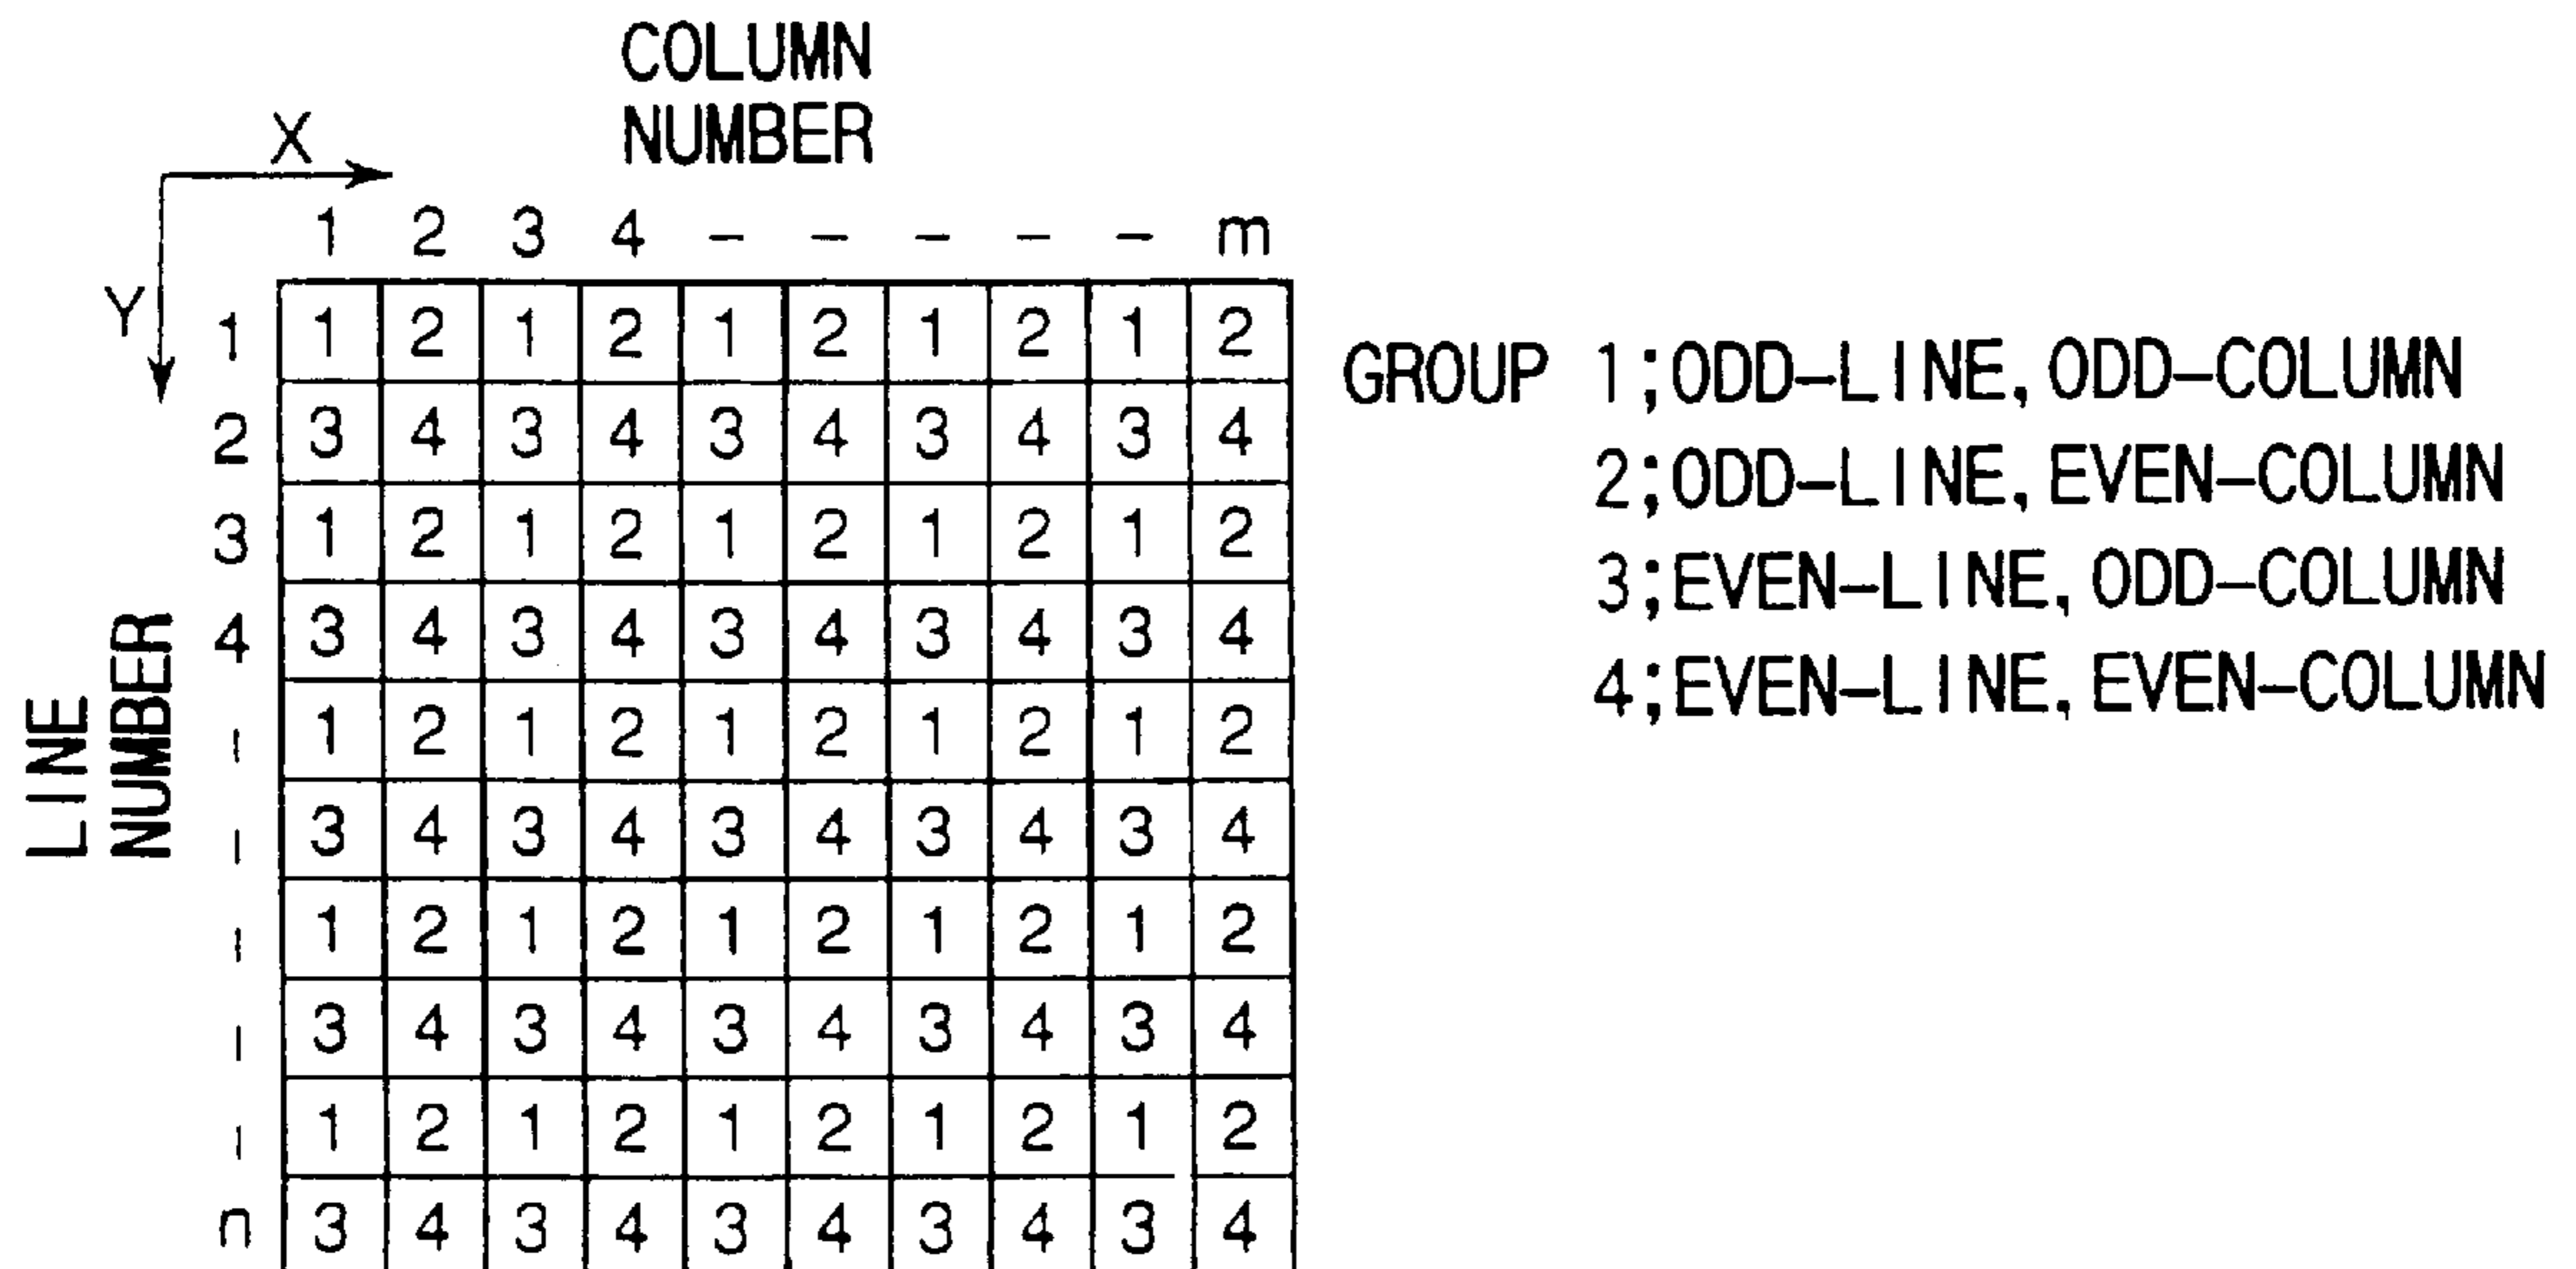 COLUMN
NUMBER
X
1 2 3 4 - - - - - m
Y
1 1 2 1 2 1 2 1 2 1 2
2 3 4 3 4 3 4 3 4 3 4
3 1 2 1 2 1 2 1 2 1 2
4 3 4 3 4 3 4 3 4 3 4
| 1 2 1 2 1 2 1 2 1 2
| 3 4 3 4 3 4 3 4 3 4
| 1 2 1 2 1 2 1 2 1 2
| 3 4 3 4 3 4 3 4 3 4
| 1 2 1 2 1 2 1 2 1 2
n 3 4 3 4 3 4 3 4 3 4
LINE
NUMBER
GROUP 1;ODD-LINE, ODD-COLUMN
2;ODD-LINE, EVEN-COLUMN
3;EVEN-LINE, ODD-COLUMN
4;EVEN-LINE, EVEN-COLUMN